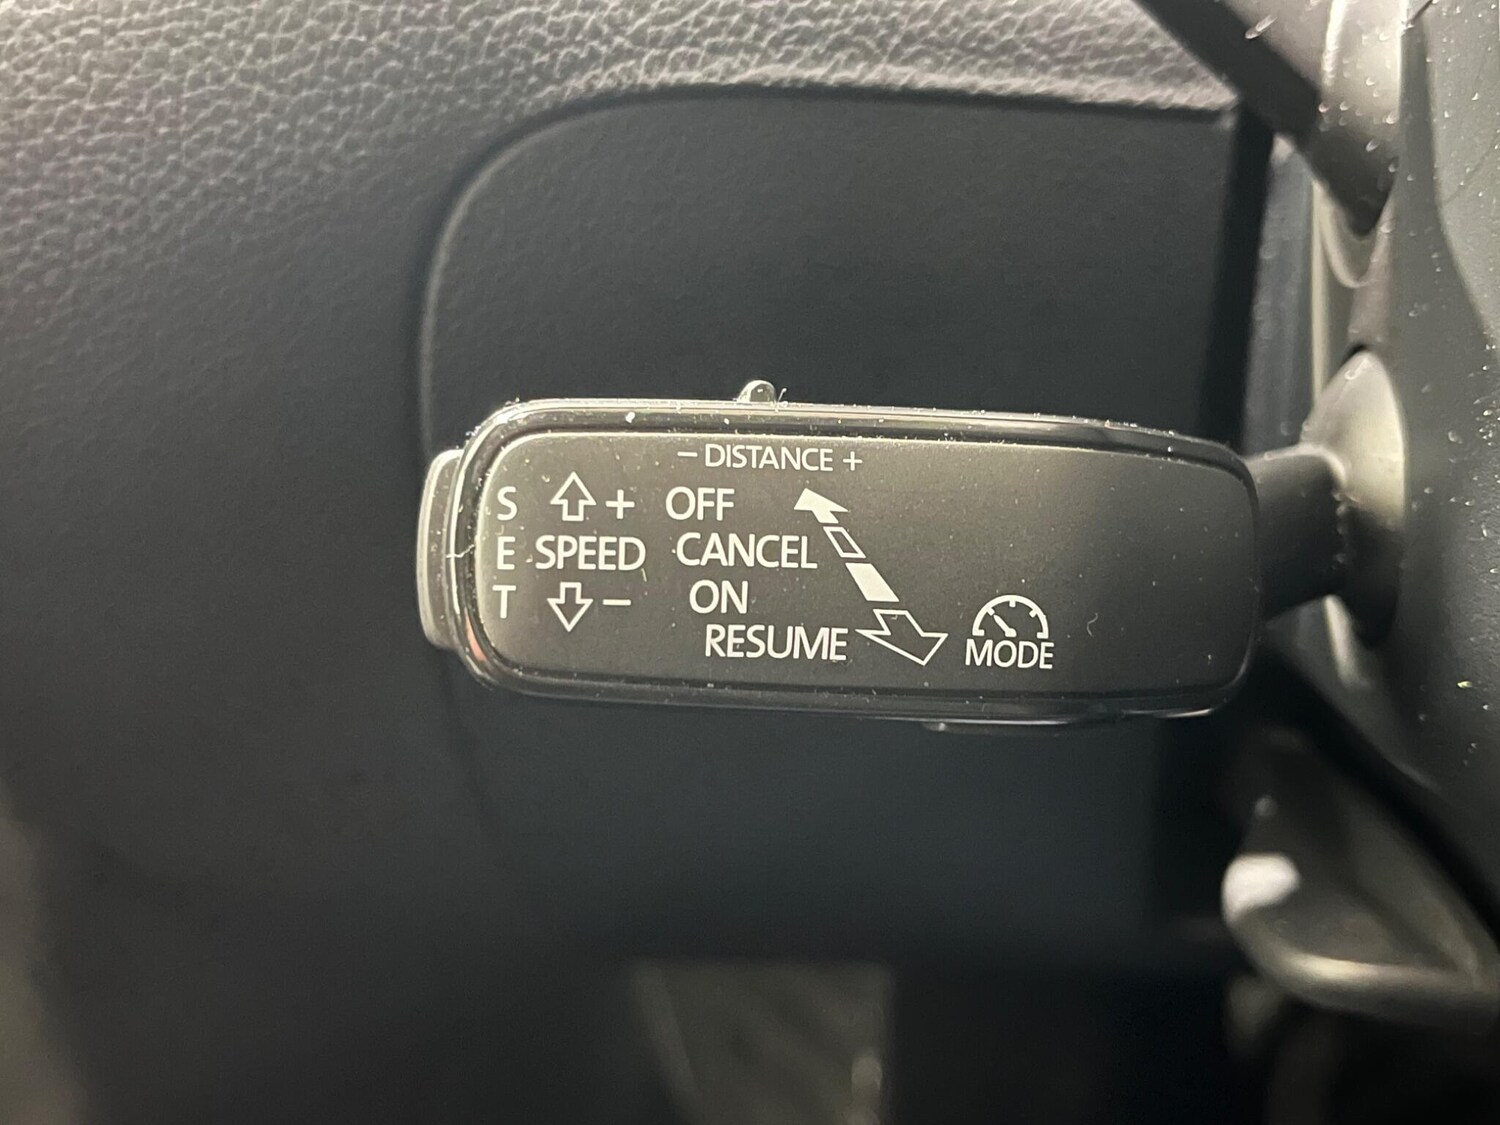 – DISTANCE +
S + OFF
E SPEED CANCEL
T – ON
RESUME
MODE